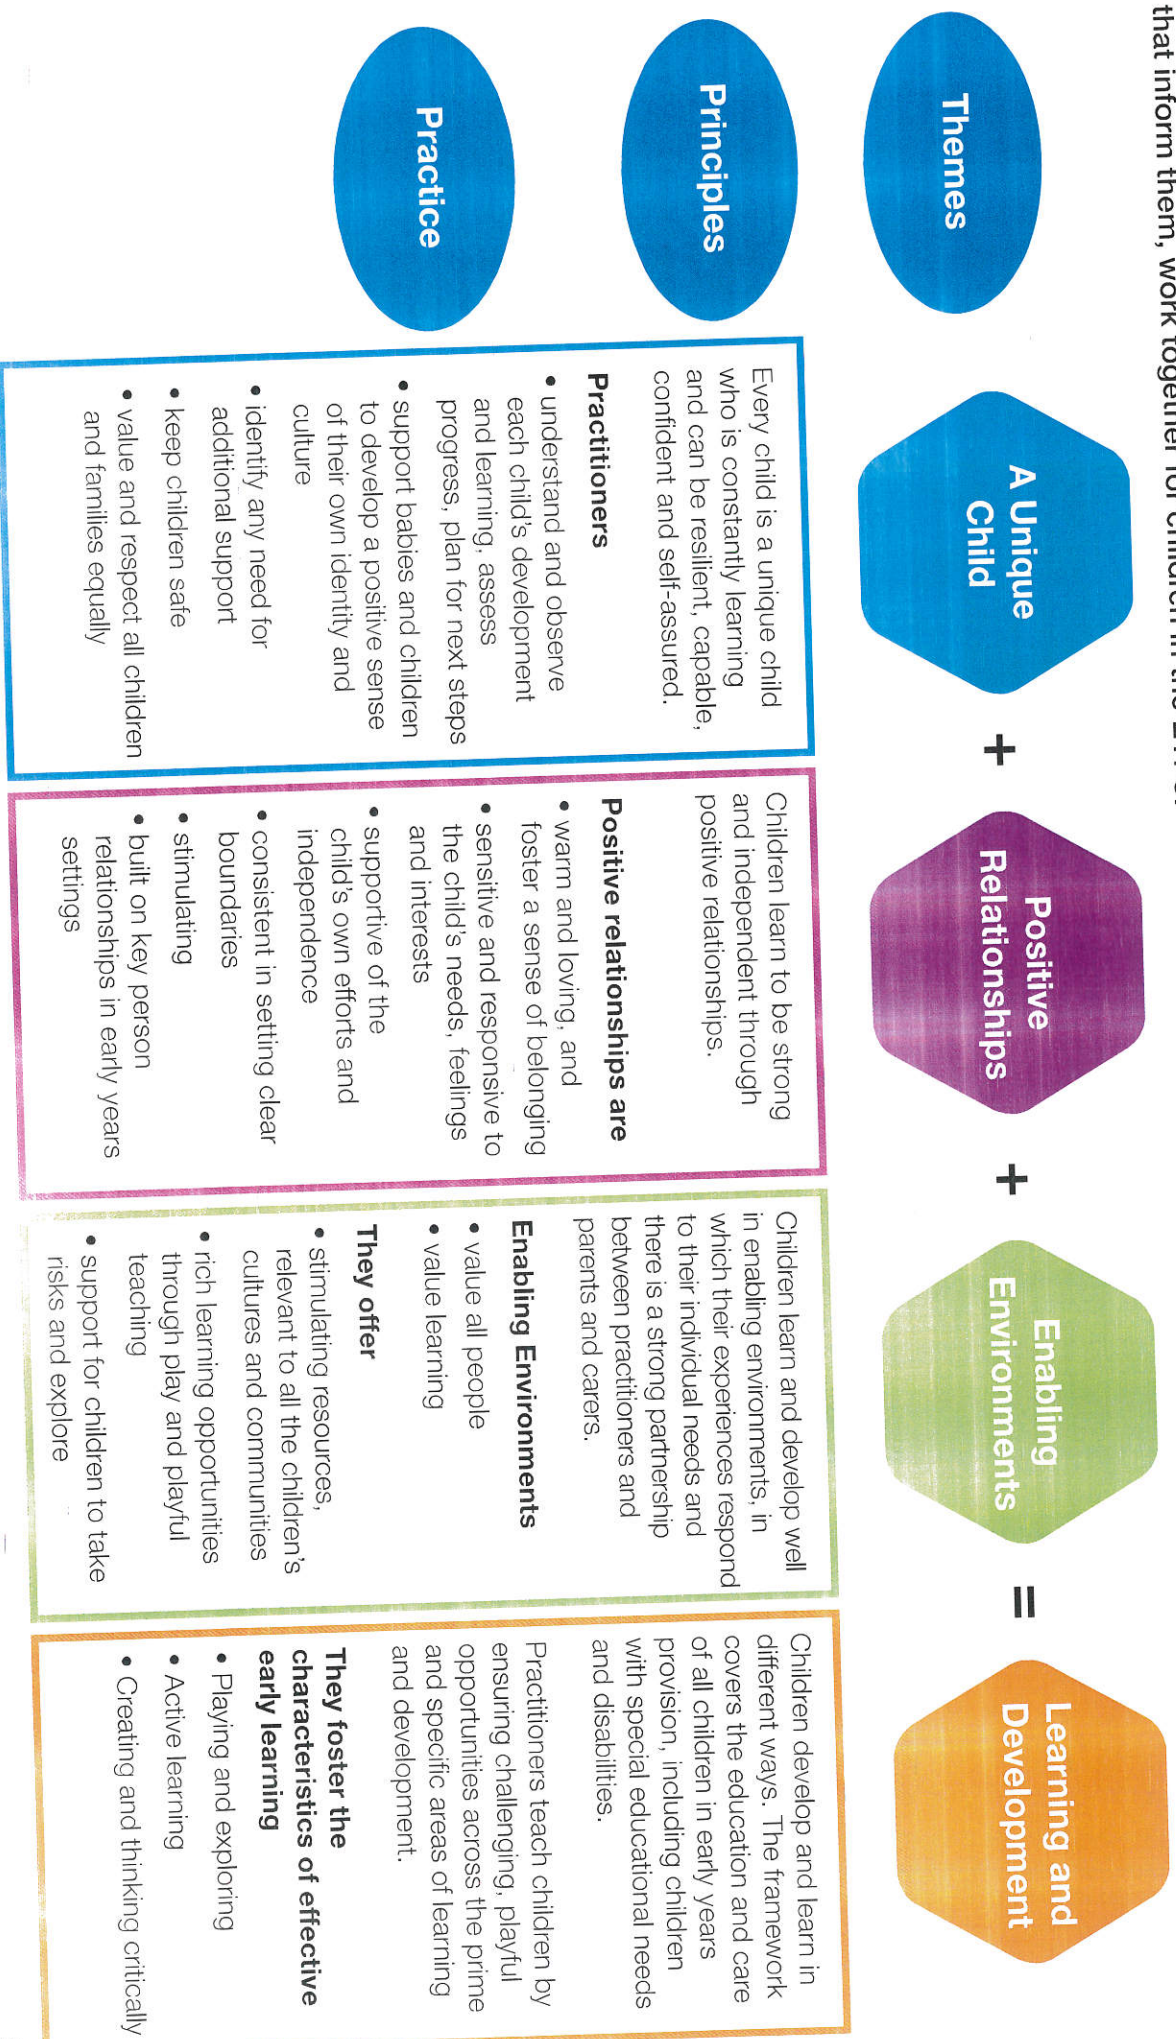 that inform them, work together for children in the EYFS.
Themes
A Unique
Child
+
Positive
Relationships
+
Enabling
Environments
=
Learning and
Development
Principles
Every child is a unique child
who is constantly learning
and can be resilient, capable,
confident and self-assured.
Children learn to be strong
and independent through
positive relationships.
Children learn and develop well
in enabling environments, in
which their experiences respond
to their individual needs and
there is a strong partnership
between practitioners and
parents and carers.
Children develop and learn in
different ways. The framework
covers the education and care
of all children in early years
provision, including children
with special educational needs
and disabilities.
Practice
Practitioners
• understand and observe
each child's development
and learning, assess
progress, plan for next steps
• support babies and children
to develop a positive sense
of their own identity and
culture
• identify any need for
additional support
• keep children safe
• value and respect all children
and families equally
Positive relationships are
• warm and loving, and
foster a sense of belonging
• sensitive and responsive to
the child's needs, feelings
and interests
• supportive of the
child's own efforts and
independence
• consistent in setting clear
boundaries
• stimulating
• built on key person
relationships in early years
settings
Enabling Environments
• value all people
• value learning
They offer
• stimulating resources,
relevant to all the children's
cultures and communities
• rich learning opportunities
through play and playful
teaching
• support for children to take
risks and explore
Practitioners teach children by
ensuring challenging, playful
opportunities across the prime
and specific areas of learning
and development.
They foster the
characteristics of effective
early learning
• Playing and exploring
• Active learning
• Creating and thinking critically